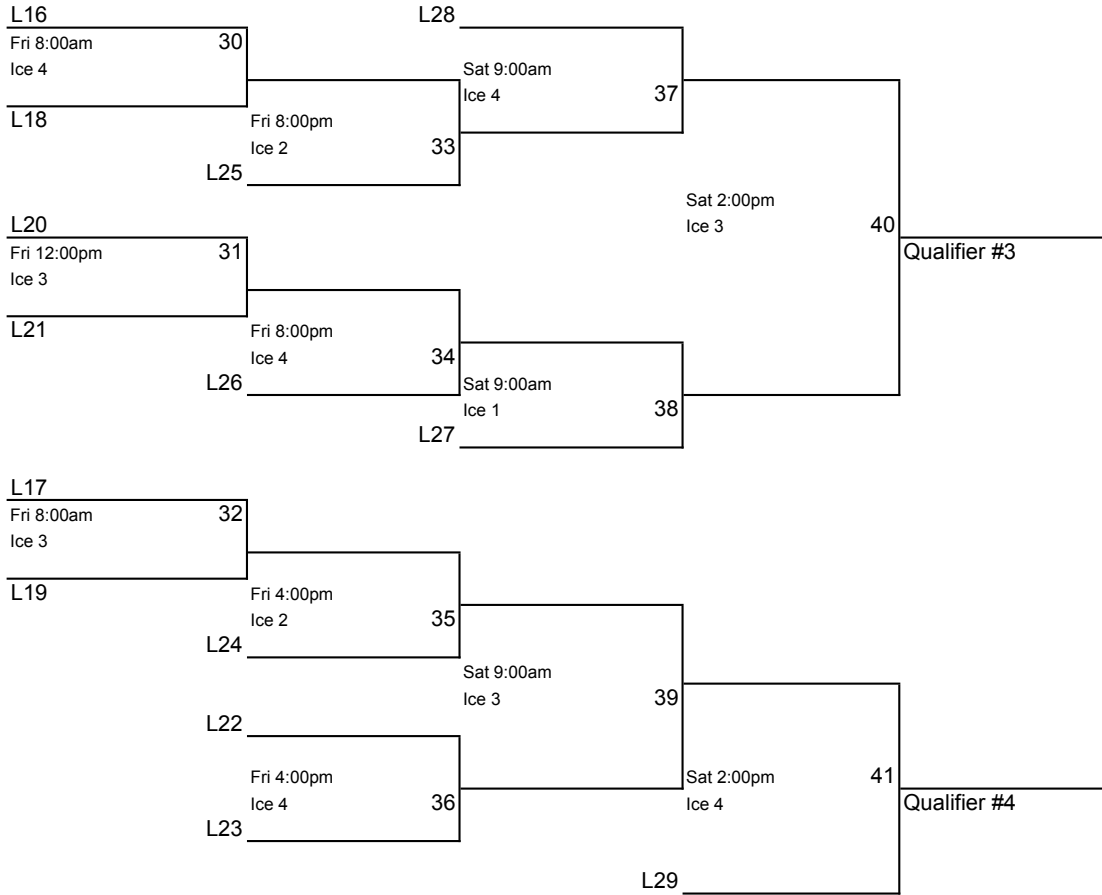 L16
L28
Fri 8:00am
30
Ice 4
Sat 9:00am
Ice 4
37
L18
Fri 8:00pm
Ice 2
33
L25
Sat 2:00pm
Ice 3
40
L20
Fri 12:00pm
31
Qualifier #3
Ice 3
L21
Fri 8:00pm
Ice 4
34
L26
Sat 9:00am
Ice 1
38
L27
L17
Fri 8:00am
32
Ice 3
L19
Fri 4:00pm
Ice 2
35
L24
Sat 9:00am
Ice 3
39
L22
Fri 4:00pm
Ice 4
36
Sat 2:00pm
Ice 4
41
Qualifier #4
L23
L29